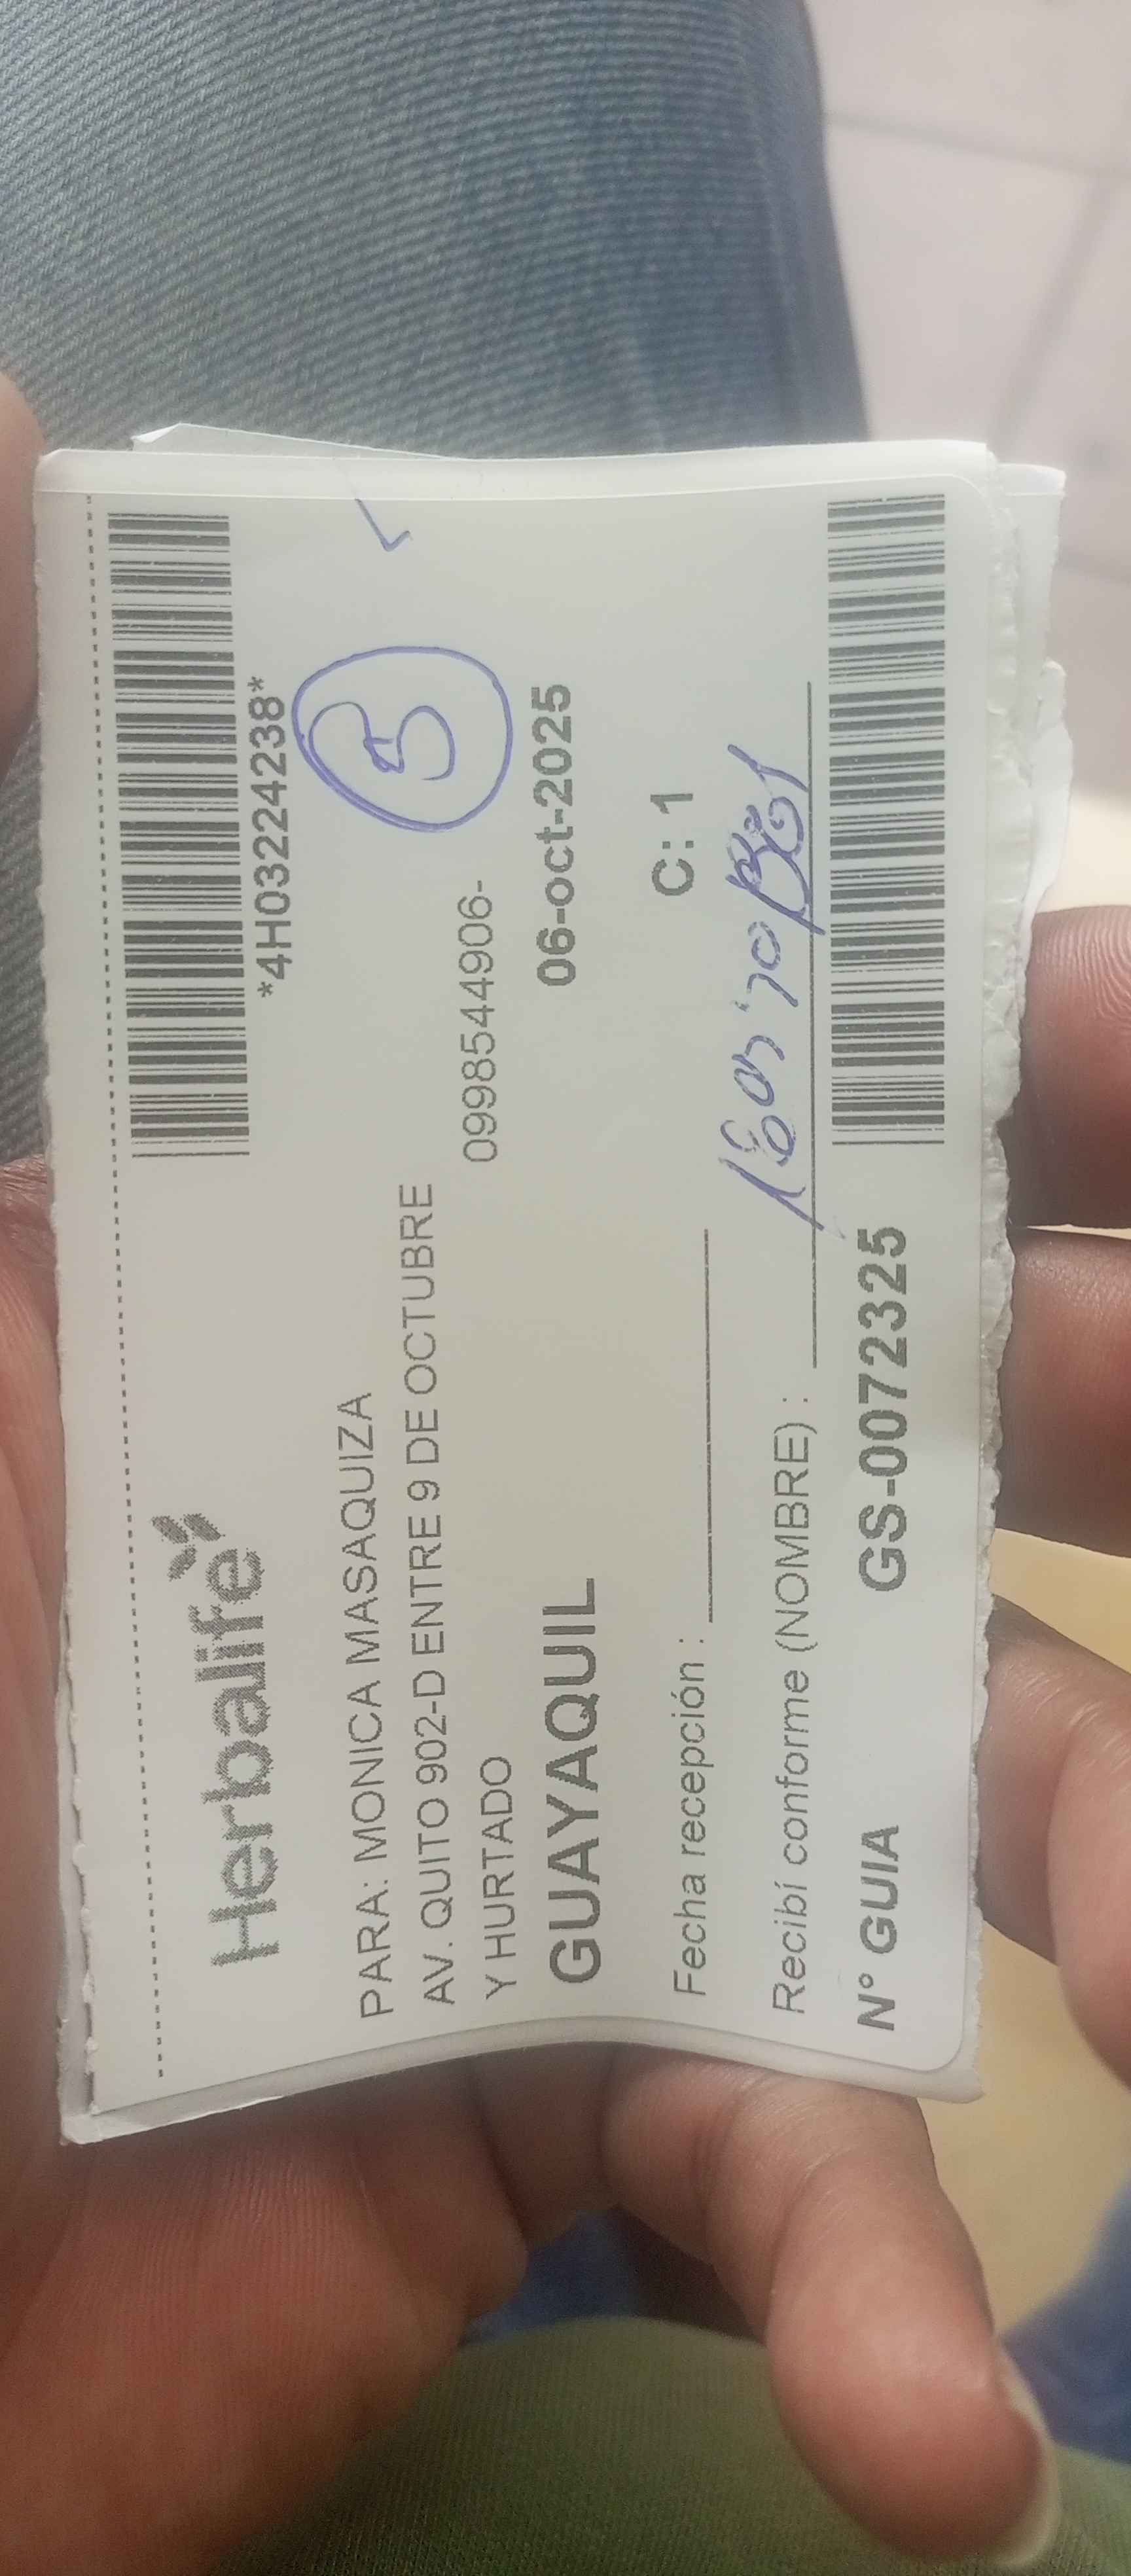 *4H03224238*
Herbalife
5
PARA: MONICA MASAQUIZA
AV. QUITO 902-D ENTRE 9 DE OCTUBRE
Y HURTADO
0998544906-
GUAYAQUIL
06-oct-2025
C: 1
Fecha recepción :
Recibí conforme (NOMBRE) :
N° GUIA
GS-0072325